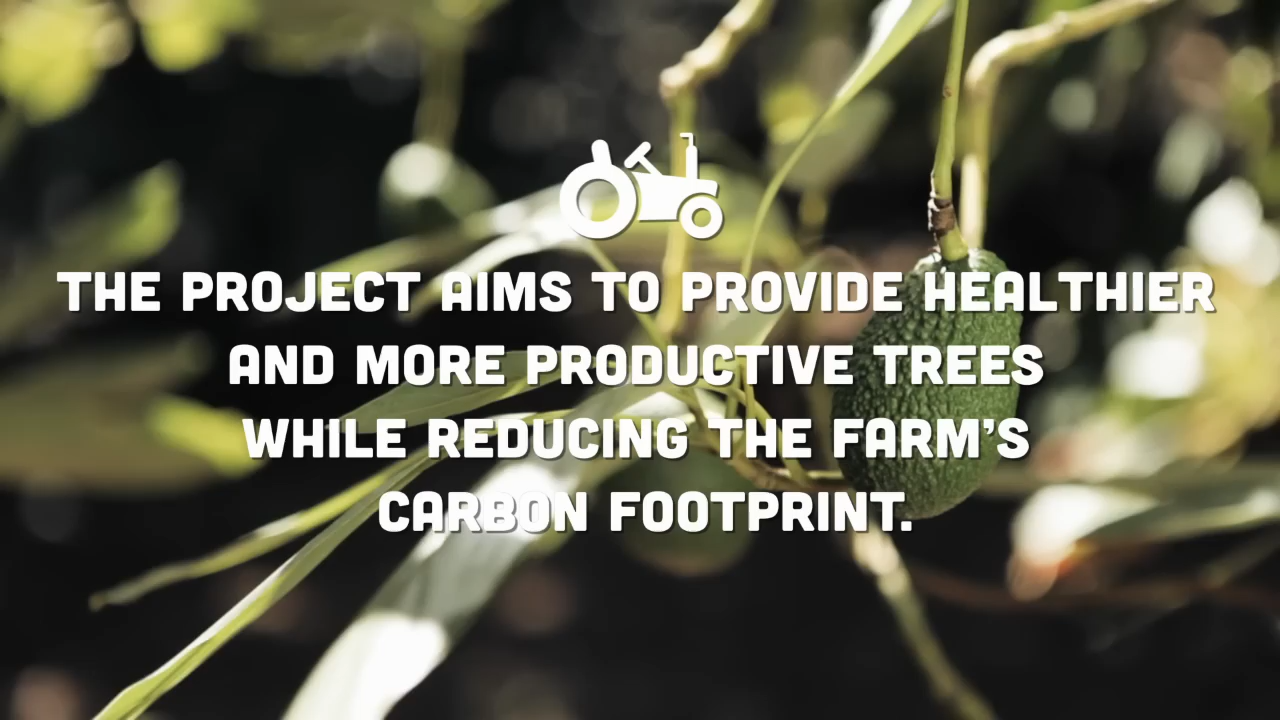 THE PROJECT AIMS TO PROVIDE HEALTHIER
AND MORE PRODUCTIVE TREES
WHILE REDUCING THE FARM'S
CARBON FOOTPRINT.